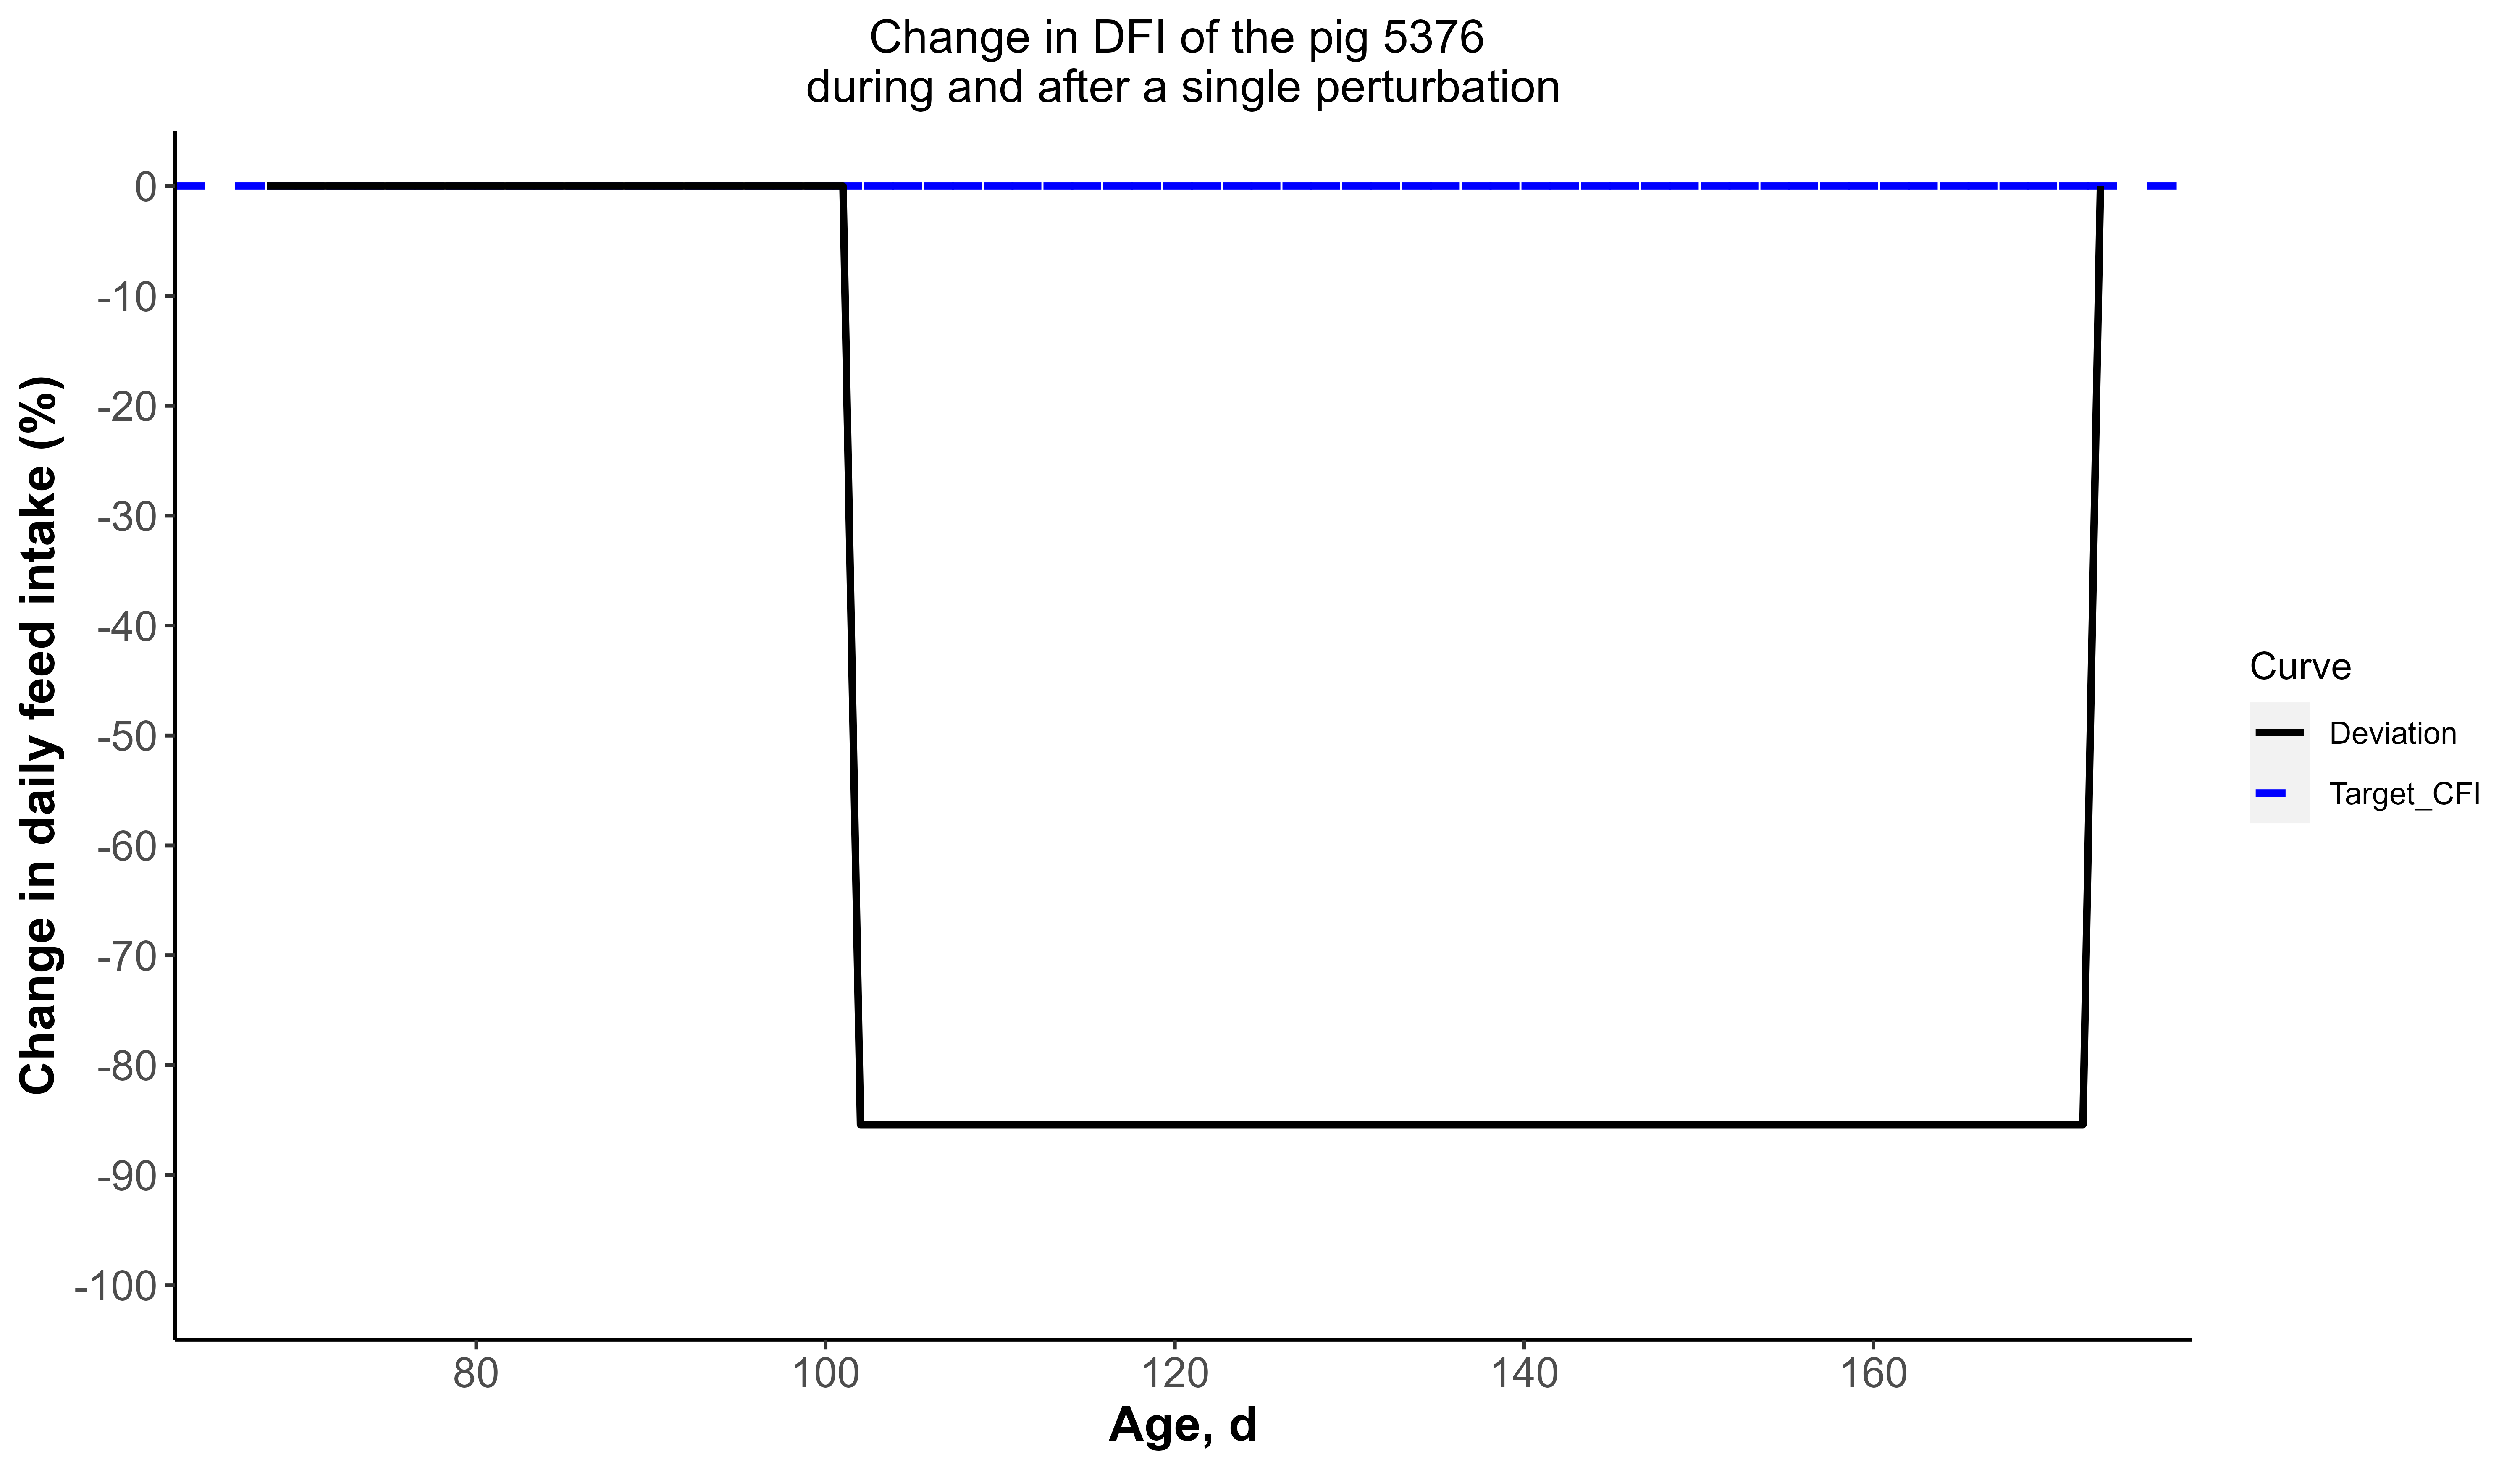 Change in DFI of the pig 5376
during and after a single perturbation
Change in daily feed intake (%)
0
-10
-20
-30
-40
-50
-60
-70
-80
-90
-100
80
100
120
140
160
Age, d
Curve
Deviation
Target_CFI